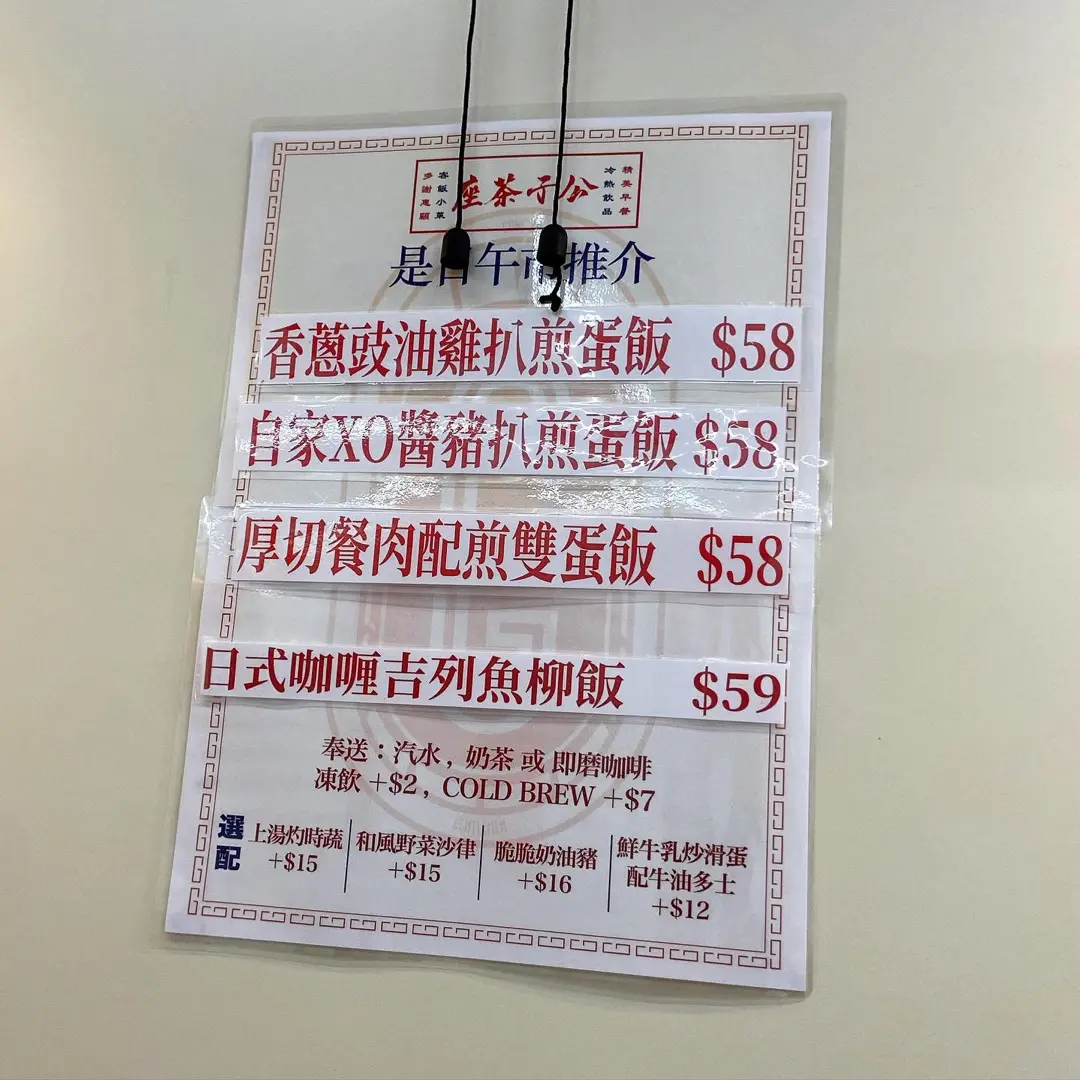 精美早餐
冷熱飲品
公子茶座
客飯小菜
多謝惠顧
是日午市推介
香蔥豉油雞扒煎蛋飯 $58
自家XO醬豬扒煎蛋飯 $58
厚切餐肉配煎雙蛋飯 $58
日式咖喱吉列魚柳飯 $59
奉送：汽水, 奶茶 或 即磨咖啡
凍飲 +$2, COLD BREW +$7
選配
上湯灼時蔬
+$15
和風野菜沙律
+$15
脆脆奶油豬
+$16
鮮牛乳炒滑蛋
配牛油多士
+$12